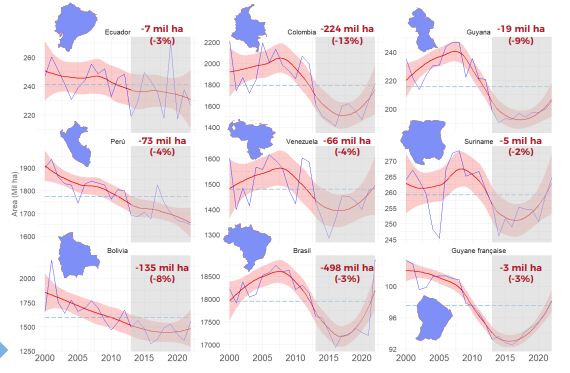 Ecuador
-7 mil ha
(-3%)
260
240
220
Colombia
-224 mil ha
(-13%)
2200
2000
1800
1600
1400
Guyana
-19 mil ha
(-9%)
240
220
200
Area (Mil ha)
Perú
-73 mil ha
(-4%)
1900
1800
1700
1600
Venezuela
-66 mil ha
(-4%)
1600
1500
1400
1300
Suriname
-5 mil ha
(-2%)
270
265
260
255
250
245
Bolivia
-135 mil ha
(-8%)
2000
1750
1500
1250
2000 2005 2010 2015 2020
Brasil
-498 mil ha
(-3%)
18500
18000
17500
17000
2000 2005 2010 2015 2020
Guyane française
-3 mil ha
(-3%)
100
96
92
2000 2005 2010 2015 2020